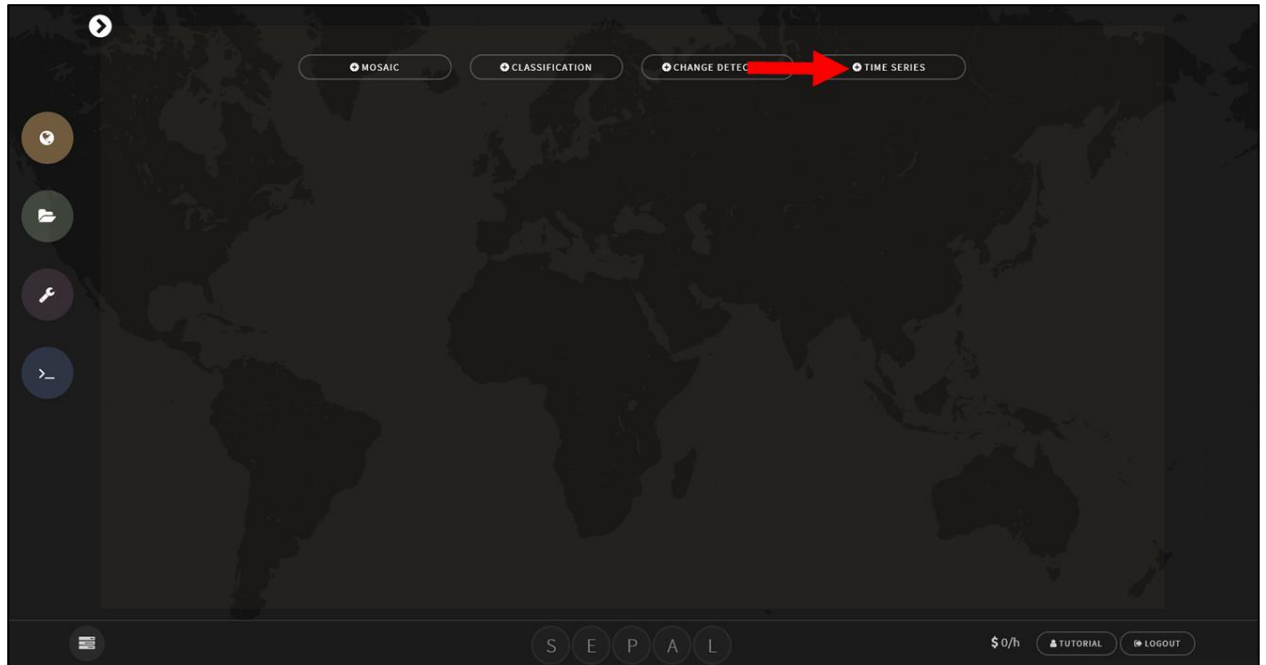 MOSAIC CLASSIFICATION CHANGE DETEC TIME SERIES
>_
S E P A L $ 0/h TUTORIAL LOGOUT